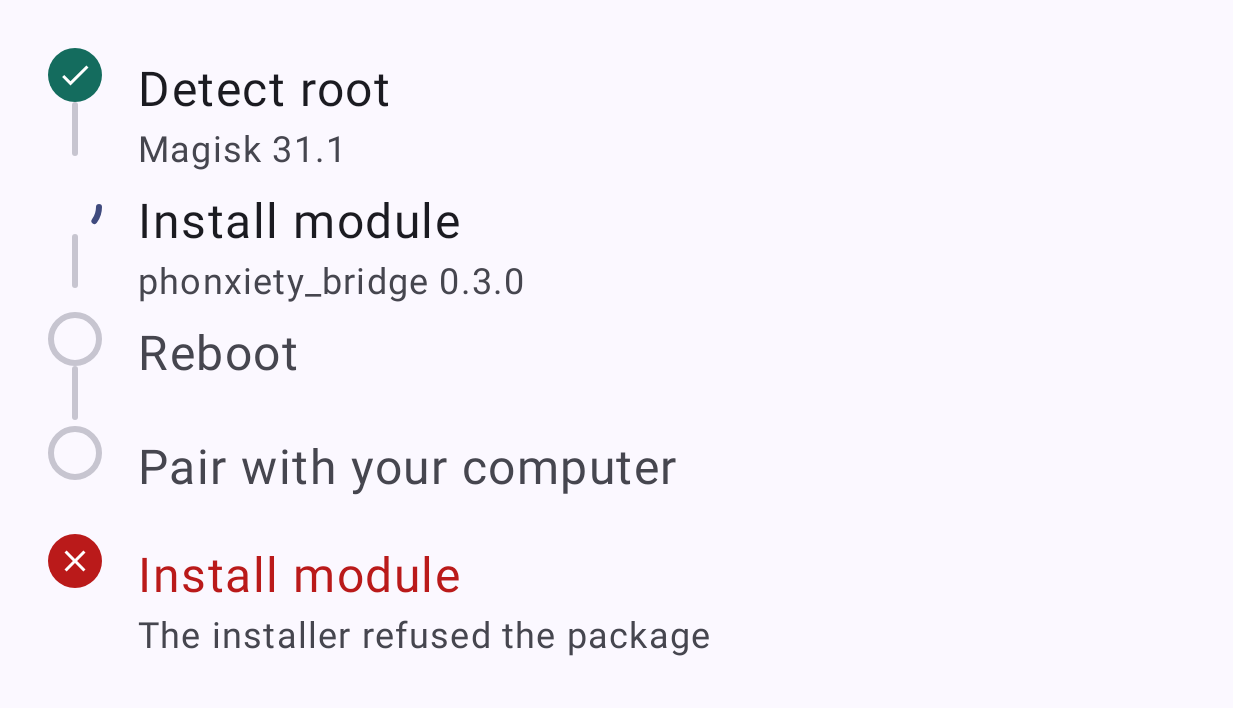 Detect root
Magisk 31.1
Install module
phonxiety_bridge 0.3.0
Reboot
Pair with your computer
Install module
The installer refused the package